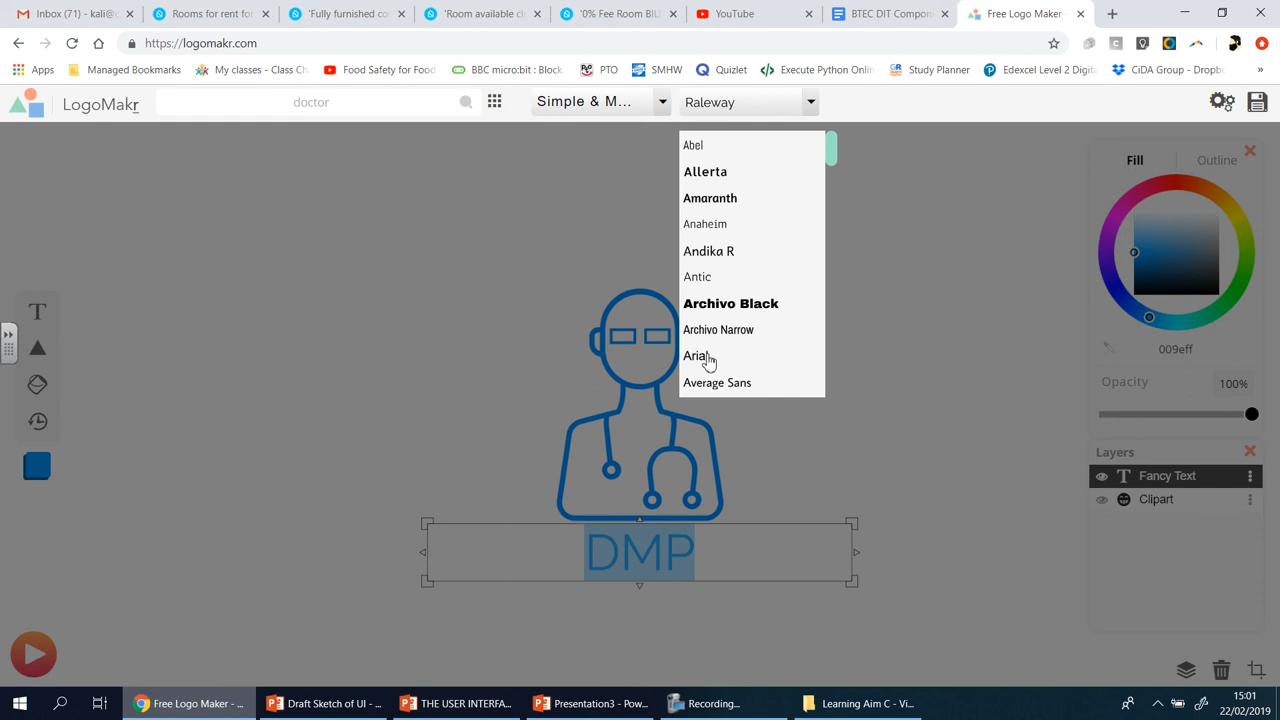 Inbox (71) - kali@c
Rooms for rent for
'Fully furnished co
'Room available cl
'0% Fee Room BIL
YouTube
BTEC DIT Compon
Free Logo Maker -
https://logomakr.com
Apps
Managed Bookmarks
My classes - Class Ch
Food Safety for Food
BBC micro:bit : Block
PTO
SMHW
Quizlet
Execute Python Onlin
Study Planner
Edexcel Level 2 Digita
CiDA Group - Dropbo
LogoMakr
doctor
Simple & M...
Raleway
Abel
Allerta
Amaranth
Anaheim
Andika R
Antic
Archivo Black
Archivo Narrow
Arial
Average Sans
DMP
T
Fill
Outline
009eff
Opacity
100%
Layers
T Fancy Text
Clipart
Free Logo Maker - ...
Draft Sketch of UI - ...
THE USER INTERFA...
Presentation3 - Pow...
Recording...
Learning Aim C - Vi...
15:01
22/02/2019